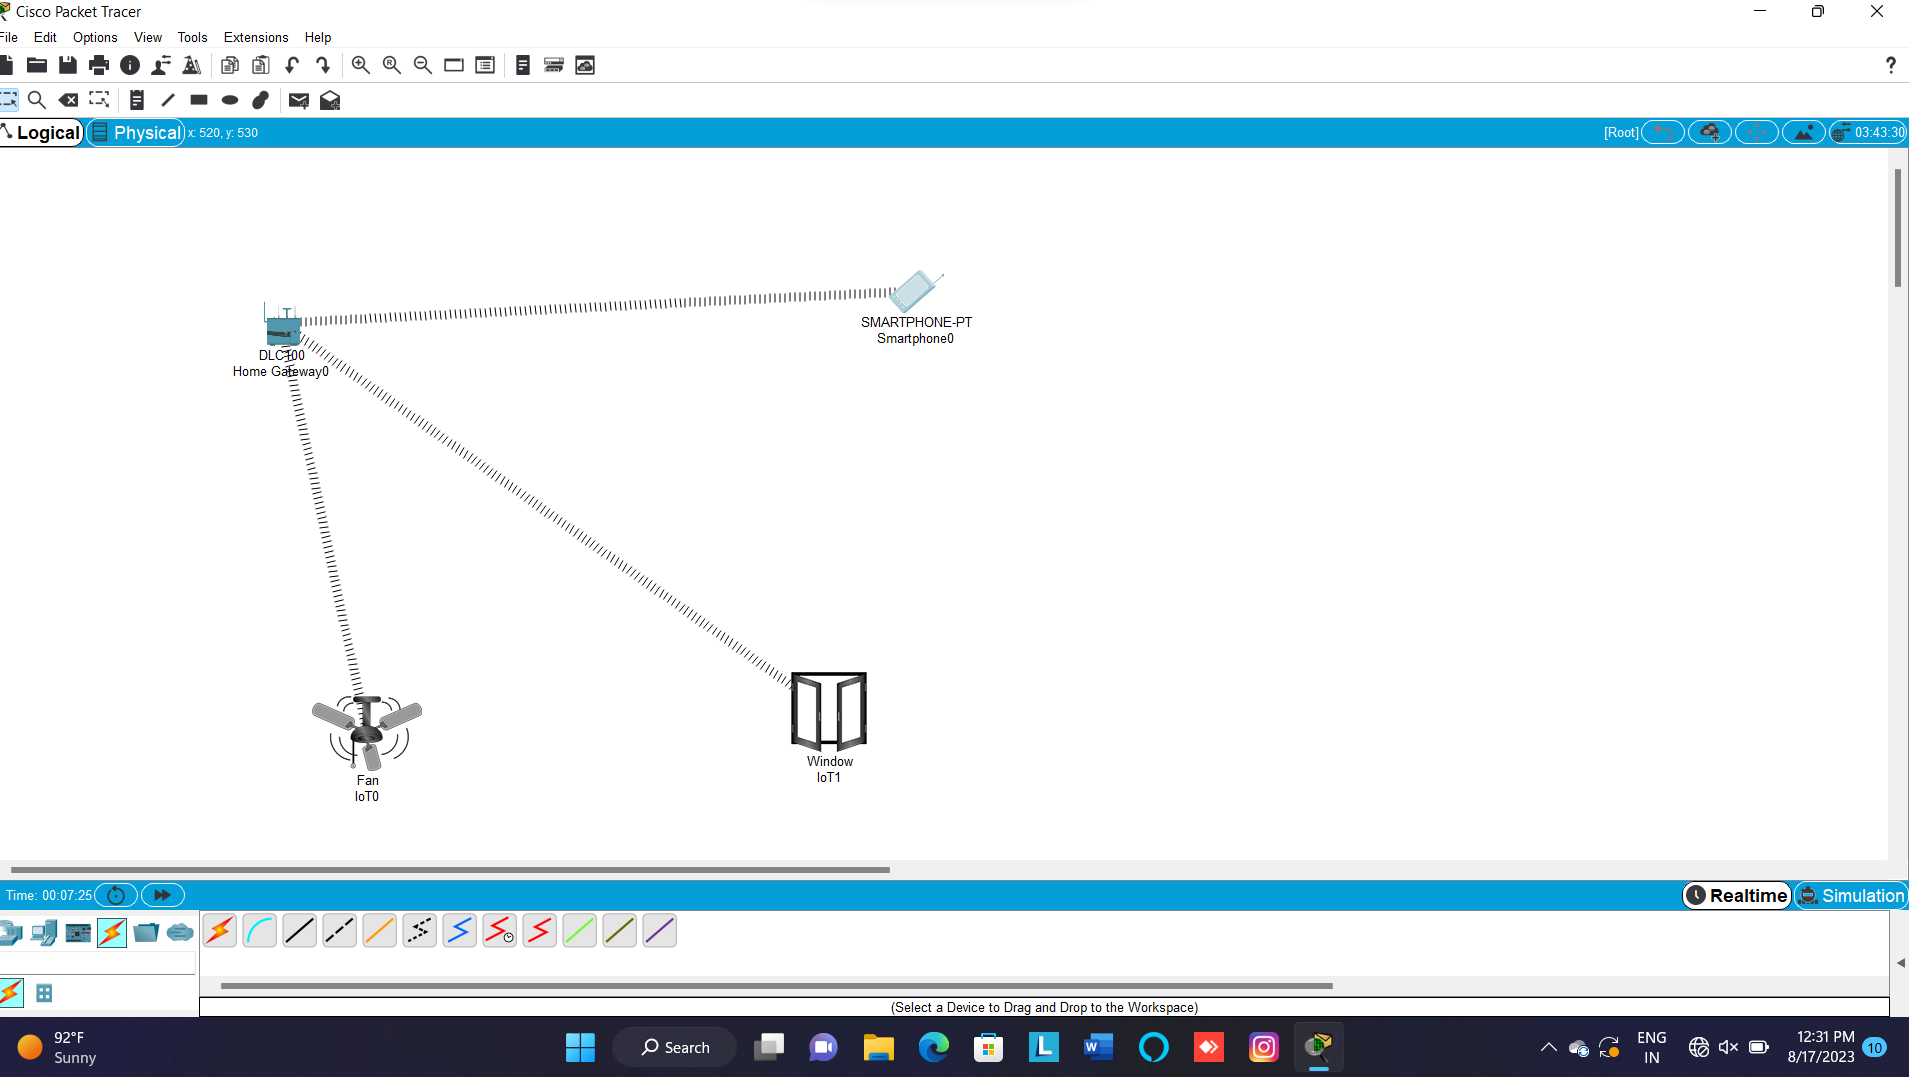 Cisco Packet Tracer
File Edit Options View Tools Extensions Help
?
Logical Physical x: 520, y: 530 [Root] 03:43:30
SMARTPHONE-PT
Smartphone0
DLC100
Home Gateway0
Window
IoT1
Fan
IoT0
Time: 00:07:25 Realtime Simulation
(Select a Device to Drag and Drop to the Workspace)
92°F
Sunny
Search
ENG
IN
12:31 PM
8/17/2023
10